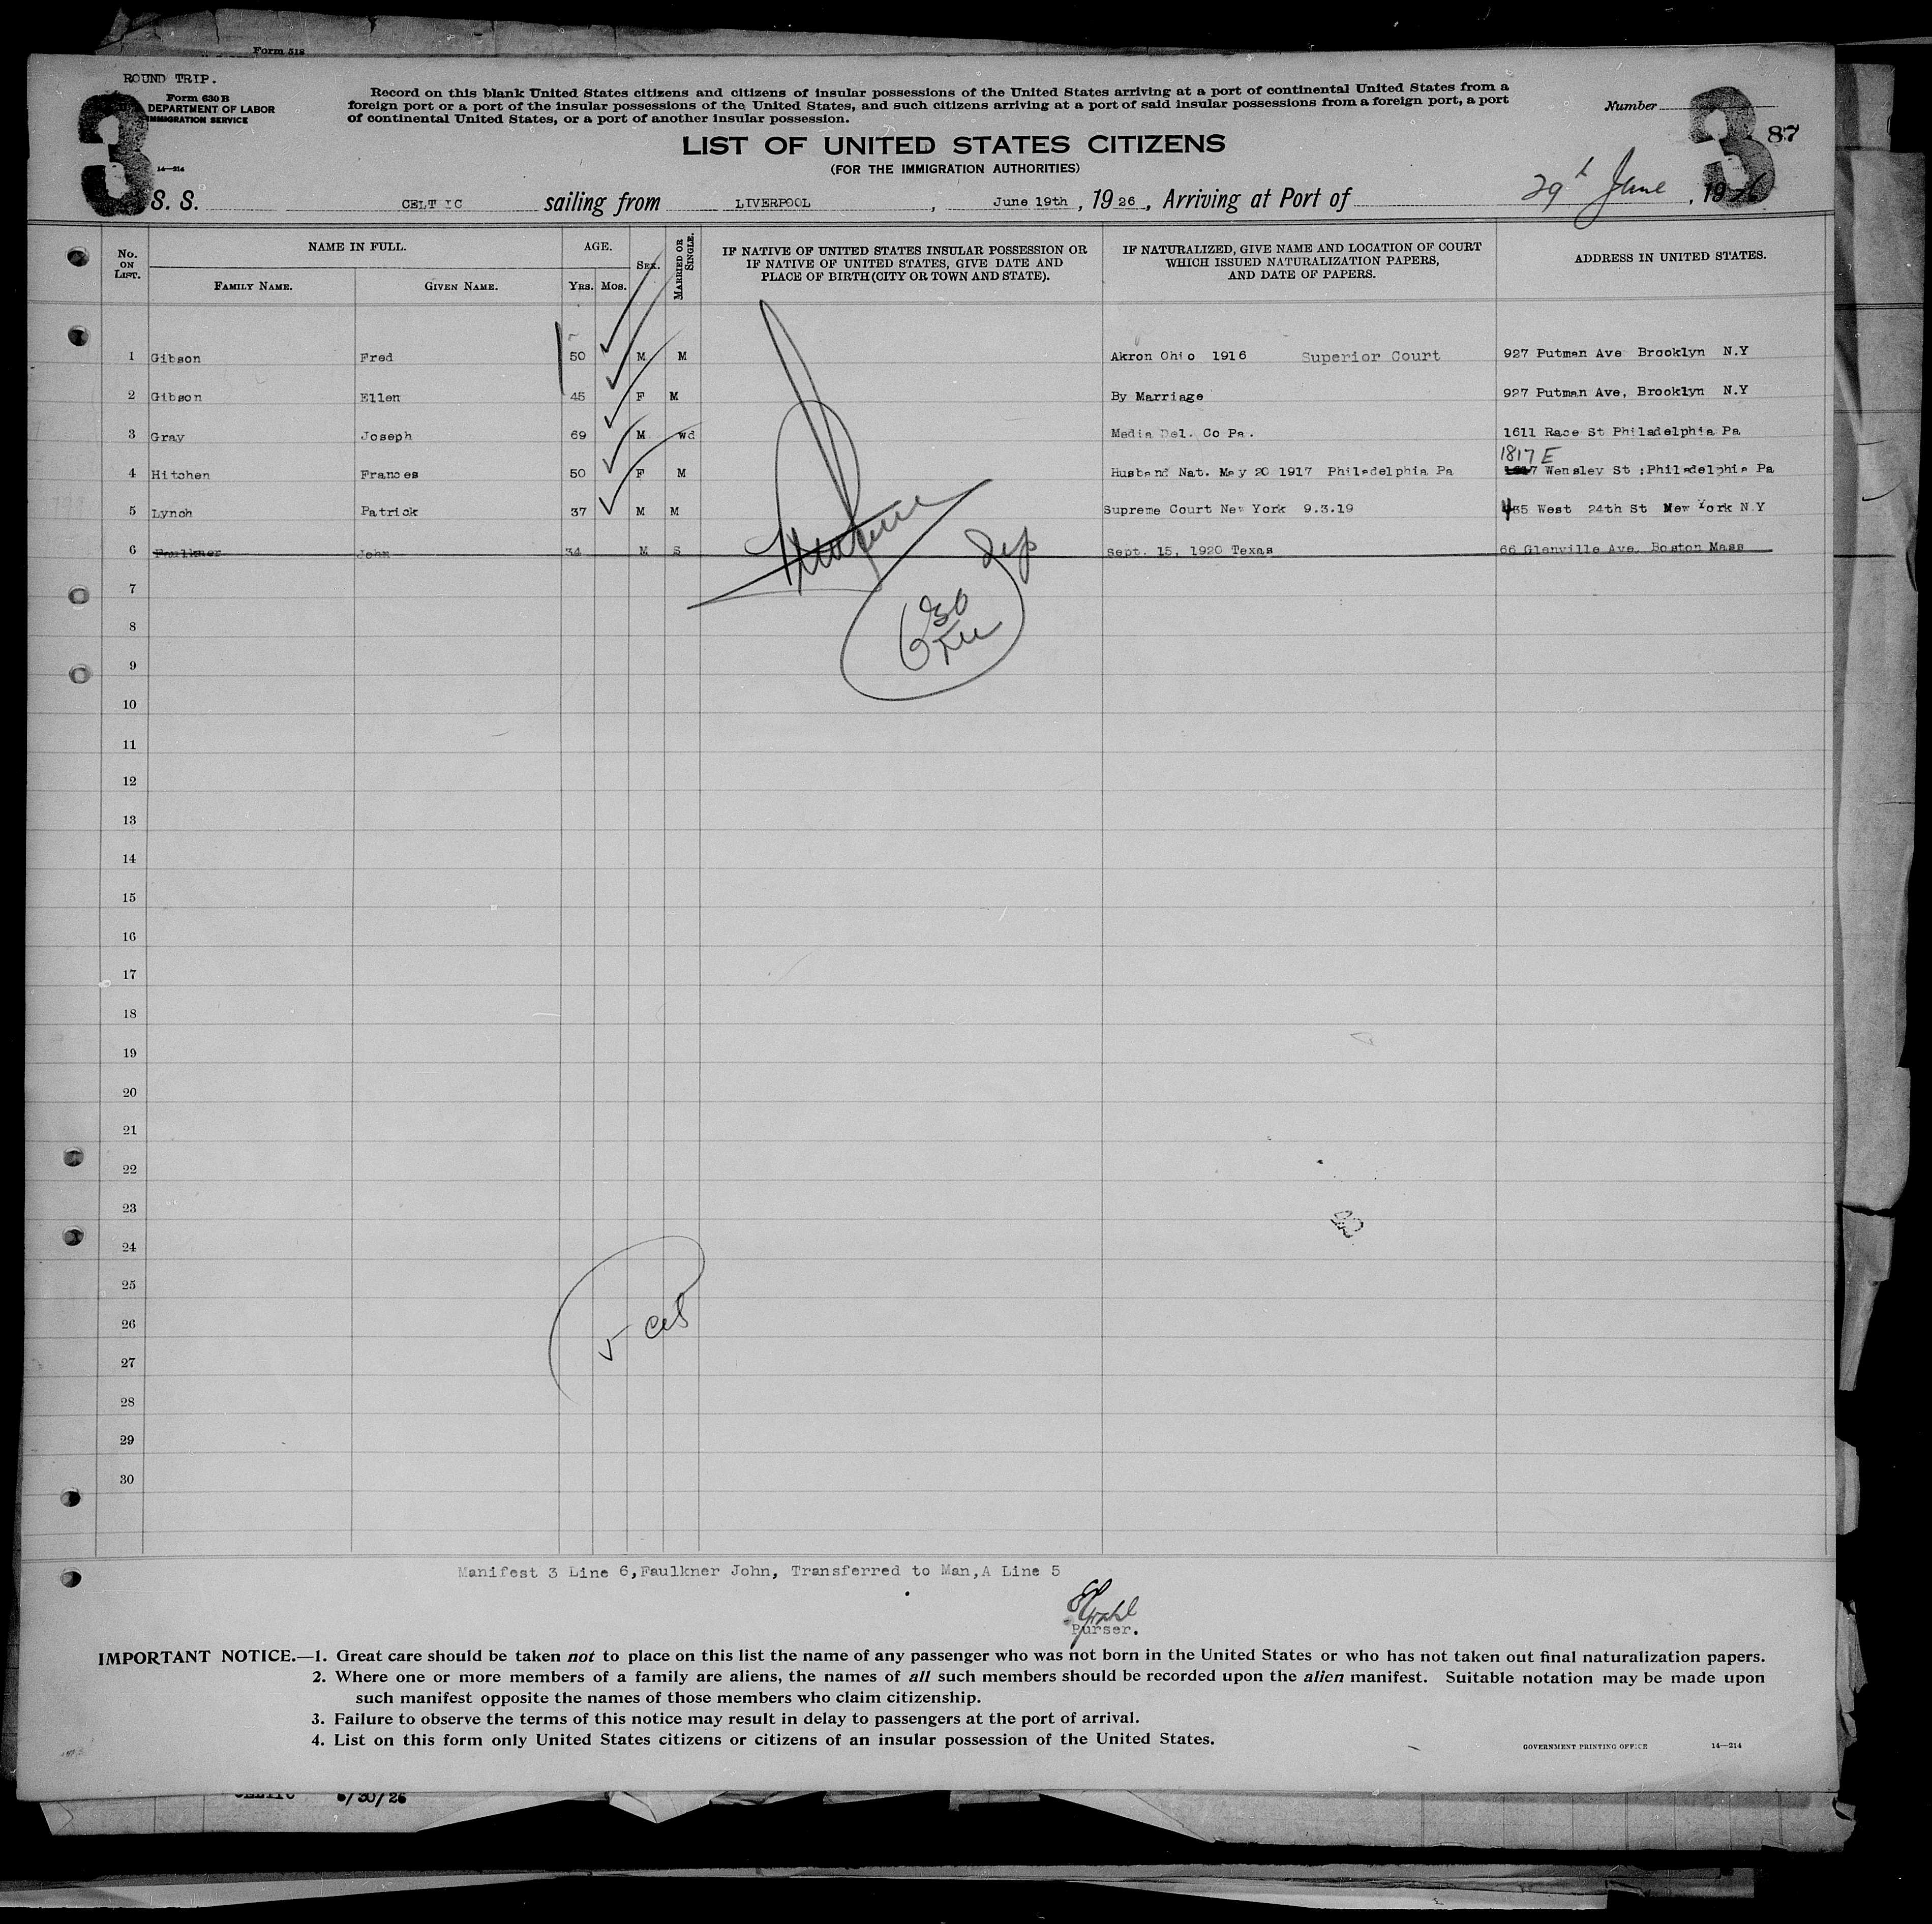 Form 518
ROUND TRIP.
Form 630 B
DEPARTMENT OF LABOR
IMMIGRATION SERVICE
3
14—214
Record on this blank United States citizens and citizens of insular possessions of the United States arriving at a port of continental United States from a
foreign port or a port of the insular possessions of the United States, and such citizens arriving at a port of said insular possessions from a foreign port, a port
of continental United States, or a port of another insular possession.
Number
3
87
LIST OF UNITED STATES CITIZENS
(FOR THE IMMIGRATION AUTHORITIES)
S. S. CELTIC sailing from LIVERPOOL, June 19th, 1926, Arriving at Port of 29th June, 1926
No. ON LIST.
NAME IN FULL.
FAMILY NAME.
GIVEN NAME.
AGE.
YRS. MOS.
SEX.
MARRIED OR SINGLE.
IF NATIVE OF UNITED STATES INSULAR POSSESSION OR
IF NATIVE OF UNITED STATES, GIVE DATE AND
PLACE OF BIRTH (CITY OR TOWN AND STATE).
IF NATURALIZED, GIVE NAME AND LOCATION OF COURT
WHICH ISSUED NATURALIZATION PAPERS,
AND DATE OF PAPERS.
ADDRESS IN UNITED STATES.
1 Gibson Fred 50 M M Akron Ohio 1916 Superior Court 927 Putman Ave Brooklyn N.Y
2 Gibson Ellen 45 F M By Marriage 927 Putman Ave, Brooklyn N.Y
3 Gray Joseph 69 M wd Media Del. Co Pa. 1611 Race St Philadelphia Pa
1817 E
4 Hitchen Frances 50 F M Husband Nat. May 20 1917 Philadelphia Pa Wensley St :Philadelphia Pa
5 Lynch Patrick 37 M M Supreme Court New York 9.3.19 435 West 24th St New York N.Y
6 Faulkner John 34 M S Sept. 15, 1920 Texas 66 Glenville Ave. Boston Mass
7
8
9
10
11
12
13
14
15
16
17
18
19
20
21
22
23
24
25
26
27
28
29
30
630
Manifest 3 Line 6,Faulkner John, Transferred to Man,A Line 5
Purser.
IMPORTANT NOTICE.—1. Great care should be taken not to place on this list the name of any passenger who was not born in the United States or who has not taken out final naturalization papers.
2. Where one or more members of a family are aliens, the names of all such members should be recorded upon the alien manifest. Suitable notation may be made upon
such manifest opposite the names of those members who claim citizenship.
3. Failure to observe the terms of this notice may result in delay to passengers at the port of arrival.
4. List on this form only United States citizens or citizens of an insular possession of the United States.
GOVERNMENT PRINTING OFFICE 14—214
CELTIC 6/30/26